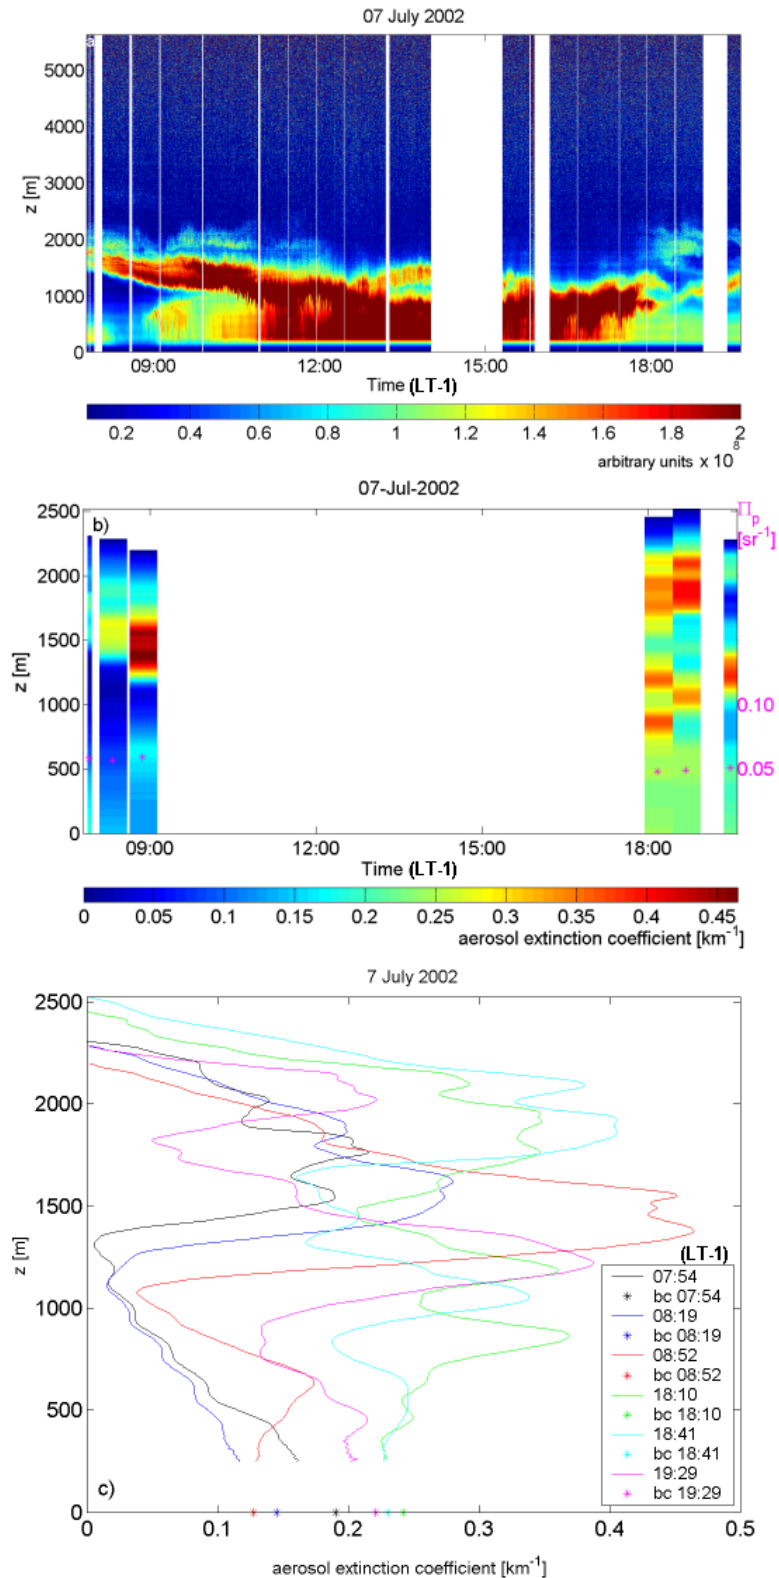 07 July 2002
a
5000
4000
3000
2000
1000
0
z [m]
09:00 12:00 15:00 18:00
Time (LT-1)
0.2 0.4 0.6 0.8 1 1.2 1.4 1.6 1.8 2
arbitrary units x 10 8
07-Jul-2002
b)
2500
2000
1500
1000
500
0
z [m]
Πp
[sr-1]
0.10
0.05
09:00 12:00 15:00 18:00
Time (LT-1)
0 0.05 0.1 0.15 0.2 0.25 0.3 0.35 0.4 0.45
aerosol extinction coefficient [km-1]
7 July 2002
2500
2000
1500
1000
500
0
z [m]
(LT-1)
07:54
bc 07:54
08:19
bc 08:19
08:52
bc 08:52
18:10
bc 18:10
18:41
bc 18:41
19:29
bc 19:29
c)
0 0.1 0.2 0.3 0.4 0.5
aerosol extinction coefficient [km-1]